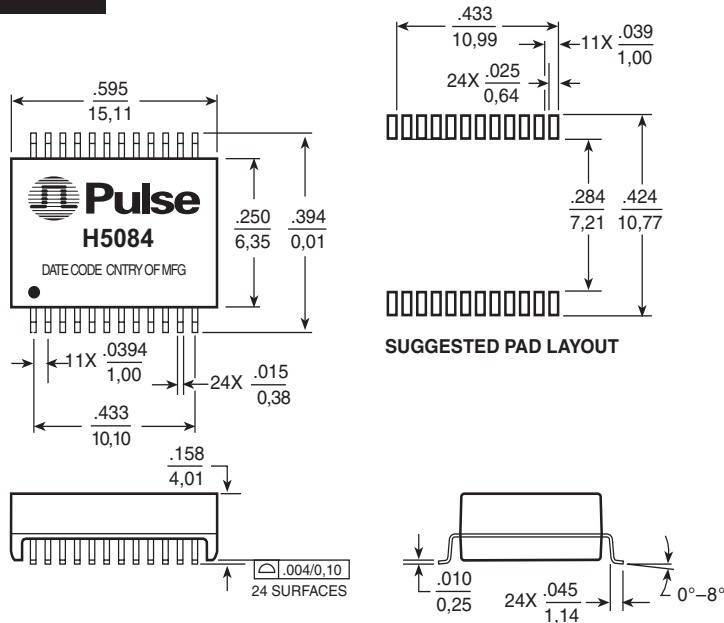 .595
15,11
Pulse
H5084
DATE CODE CNTRY OF MFG
.250
6,35
.394
0,01
11X .0394
1,00
24X .015
0,38
.433
10,10
.433
10,99
11X .039
1,00
24X .025
0,64
.284
7,21
.424
10,77
SUGGESTED PAD LAYOUT
.158
4,01
.004/0,10
24 SURFACES
.010
0,25
24X .045
1,14
0°–8°